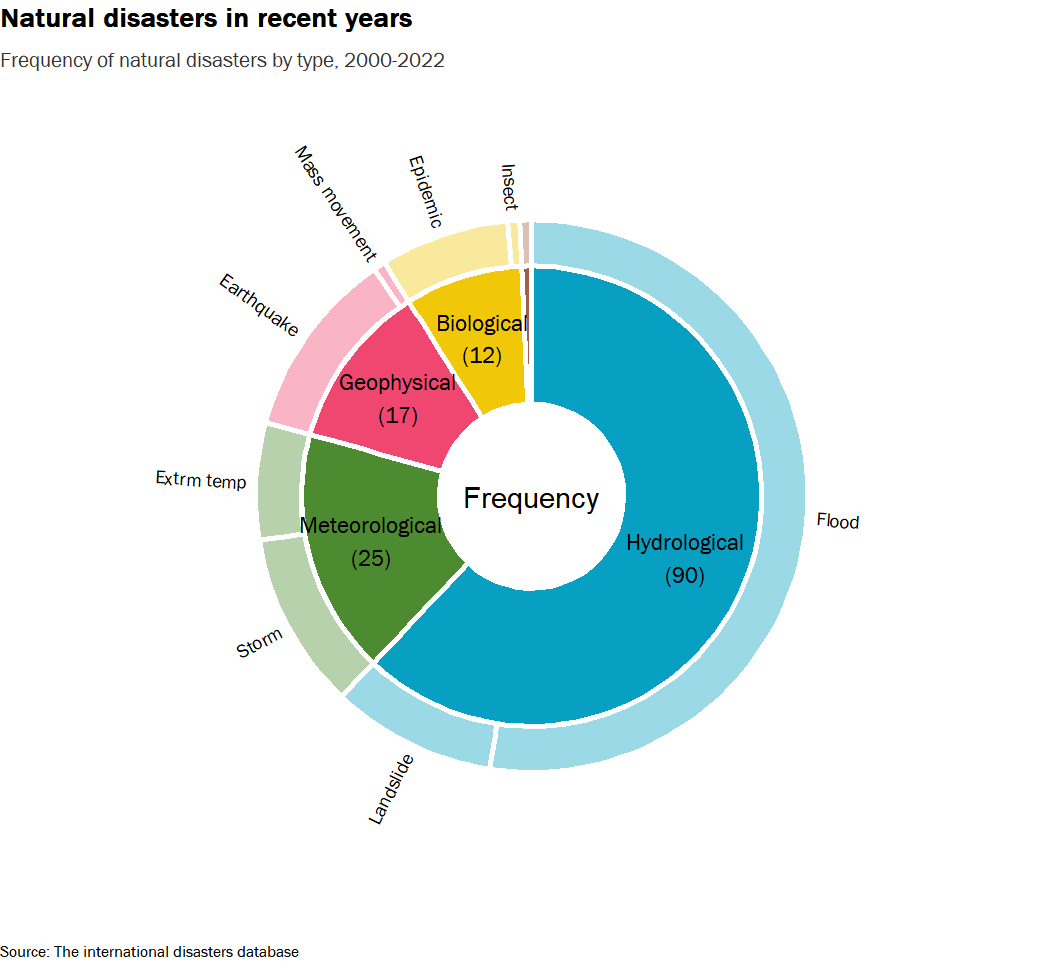 Natural disasters in recent years
Frequency of natural disasters by type, 2000-2022
Mass movement
Epidemic
Insect
Earthquake
Biological
(12)
Geophysical
(17)
Extrm temp
Frequency
Meteorological
(25)
Flood
Hydrological
(90)
Storm
Landslide
Source: The international disasters database